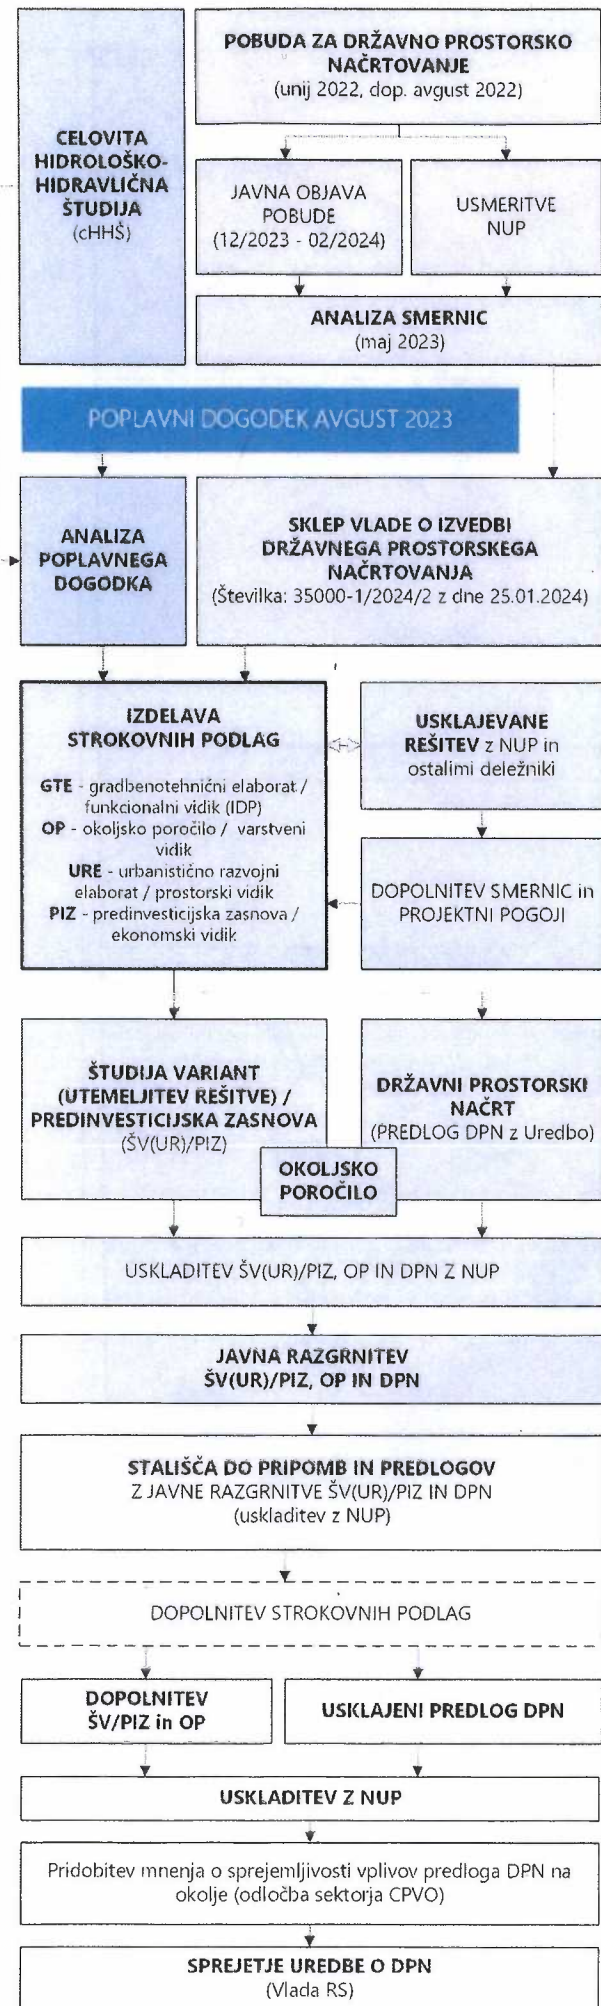 POBUDA ZA DRŽAVNO PROSTORSKO
NAČRTOVANJE
(unij 2022, dop. avgust 2022)
CELOVITA
HIDROLOŠKO-
HIDRAVLIČNA
ŠTUDIJA
(cHHŠ)
JAVNA OBJAVA
POBUDE
(12/2023 - 02/2024)
USMERITVE
NUP
ANALIZA SMERNIC
(maj 2023)
POPLAVNI DOGODEK AVGUST 2023
ANALIZA
POPLAVNEGA
DOGODKA
SKLEP VLADE O IZVEDBI
DRŽAVNEGA PROSTORSKEGA
NAČRTOVANJA
(Številka: 35000-1/2024/2 z dne 25.01.2024)
IZDELAVA
STROKOVNIH PODLAG
GTE - gradbenotehnični elaborat /
funkcionalni vidik (IDP)
OP - okoljsko poročilo / varstveni
vidik
URE - urbanistično razvojni
elaborat / prostorski vidik
PIZ - predinvesticijska zasnova /
ekonomski vidik
USKLAJEVANE
REŠITEV z NUP in
ostalimi deležniki
DOPOLNITEV SMERNIC in
PROJEKTNI POGOJI
ŠTUDIJA VARIANT
(UTEMELJITEV REŠITVE) /
PREDINVESTICIJSKA ZASNOVA
(ŠV(UR)/PIZ)
DRŽAVNI PROSTORSKI
NAČRT
(PREDLOG DPN z Uredbo)
OKOLJSKO
POROČILO
USKLADITEV ŠV(UR)/PIZ, OP IN DPN Z NUP
JAVNA RAZGRNITEV
ŠV(UR)/PIZ, OP IN DPN
STALIŠČA DO PRIPOMB IN PREDLOGOV
Z JAVNE RAZGRNITVE ŠV(UR)/PIZ IN DPN
(uskladitev z NUP)
DOPOLNITEV STROKOVNIH PODLAG
DOPOLNITEV
ŠV/PIZ in OP
USKLAJENI PREDLOG DPN
USKLADITEV Z NUP
Pridobitev mnenja o sprejemljivosti vplivov predloga DPN na
okolje (odločba sektorja CPVO)
SPREJETJE UREDBE O DPN
(Vlada RS)